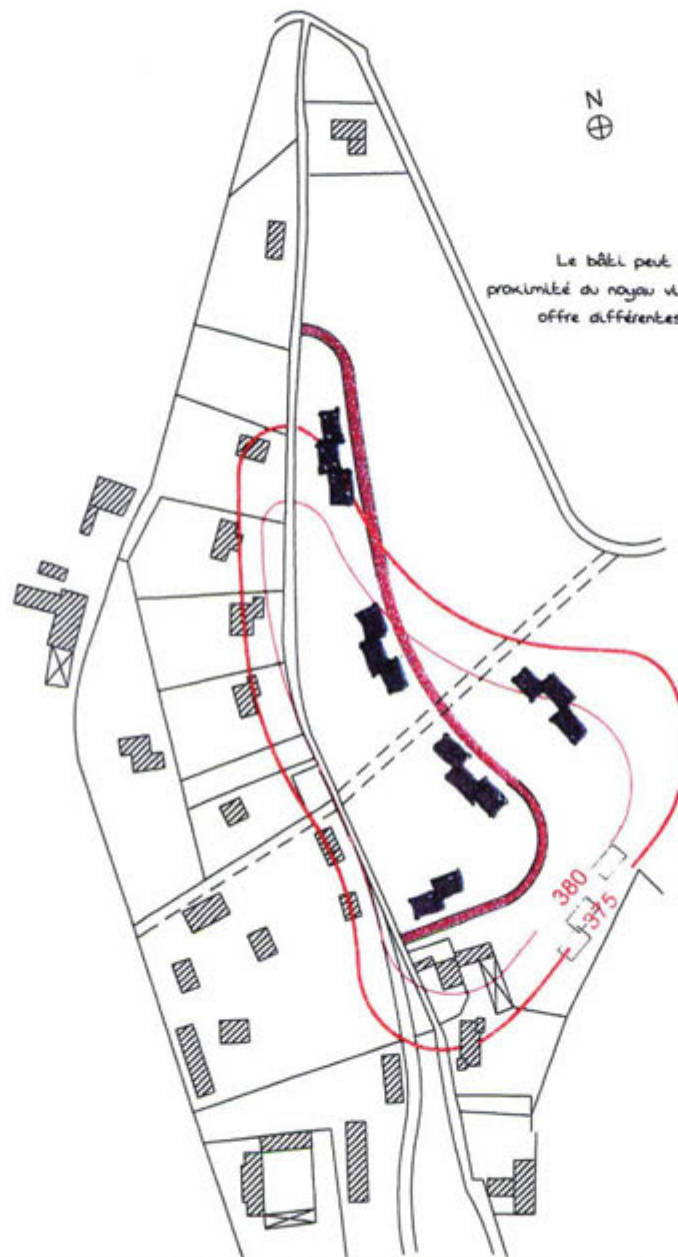 N
Le bâti peut
proximité du noyau
offre différentes
380
375